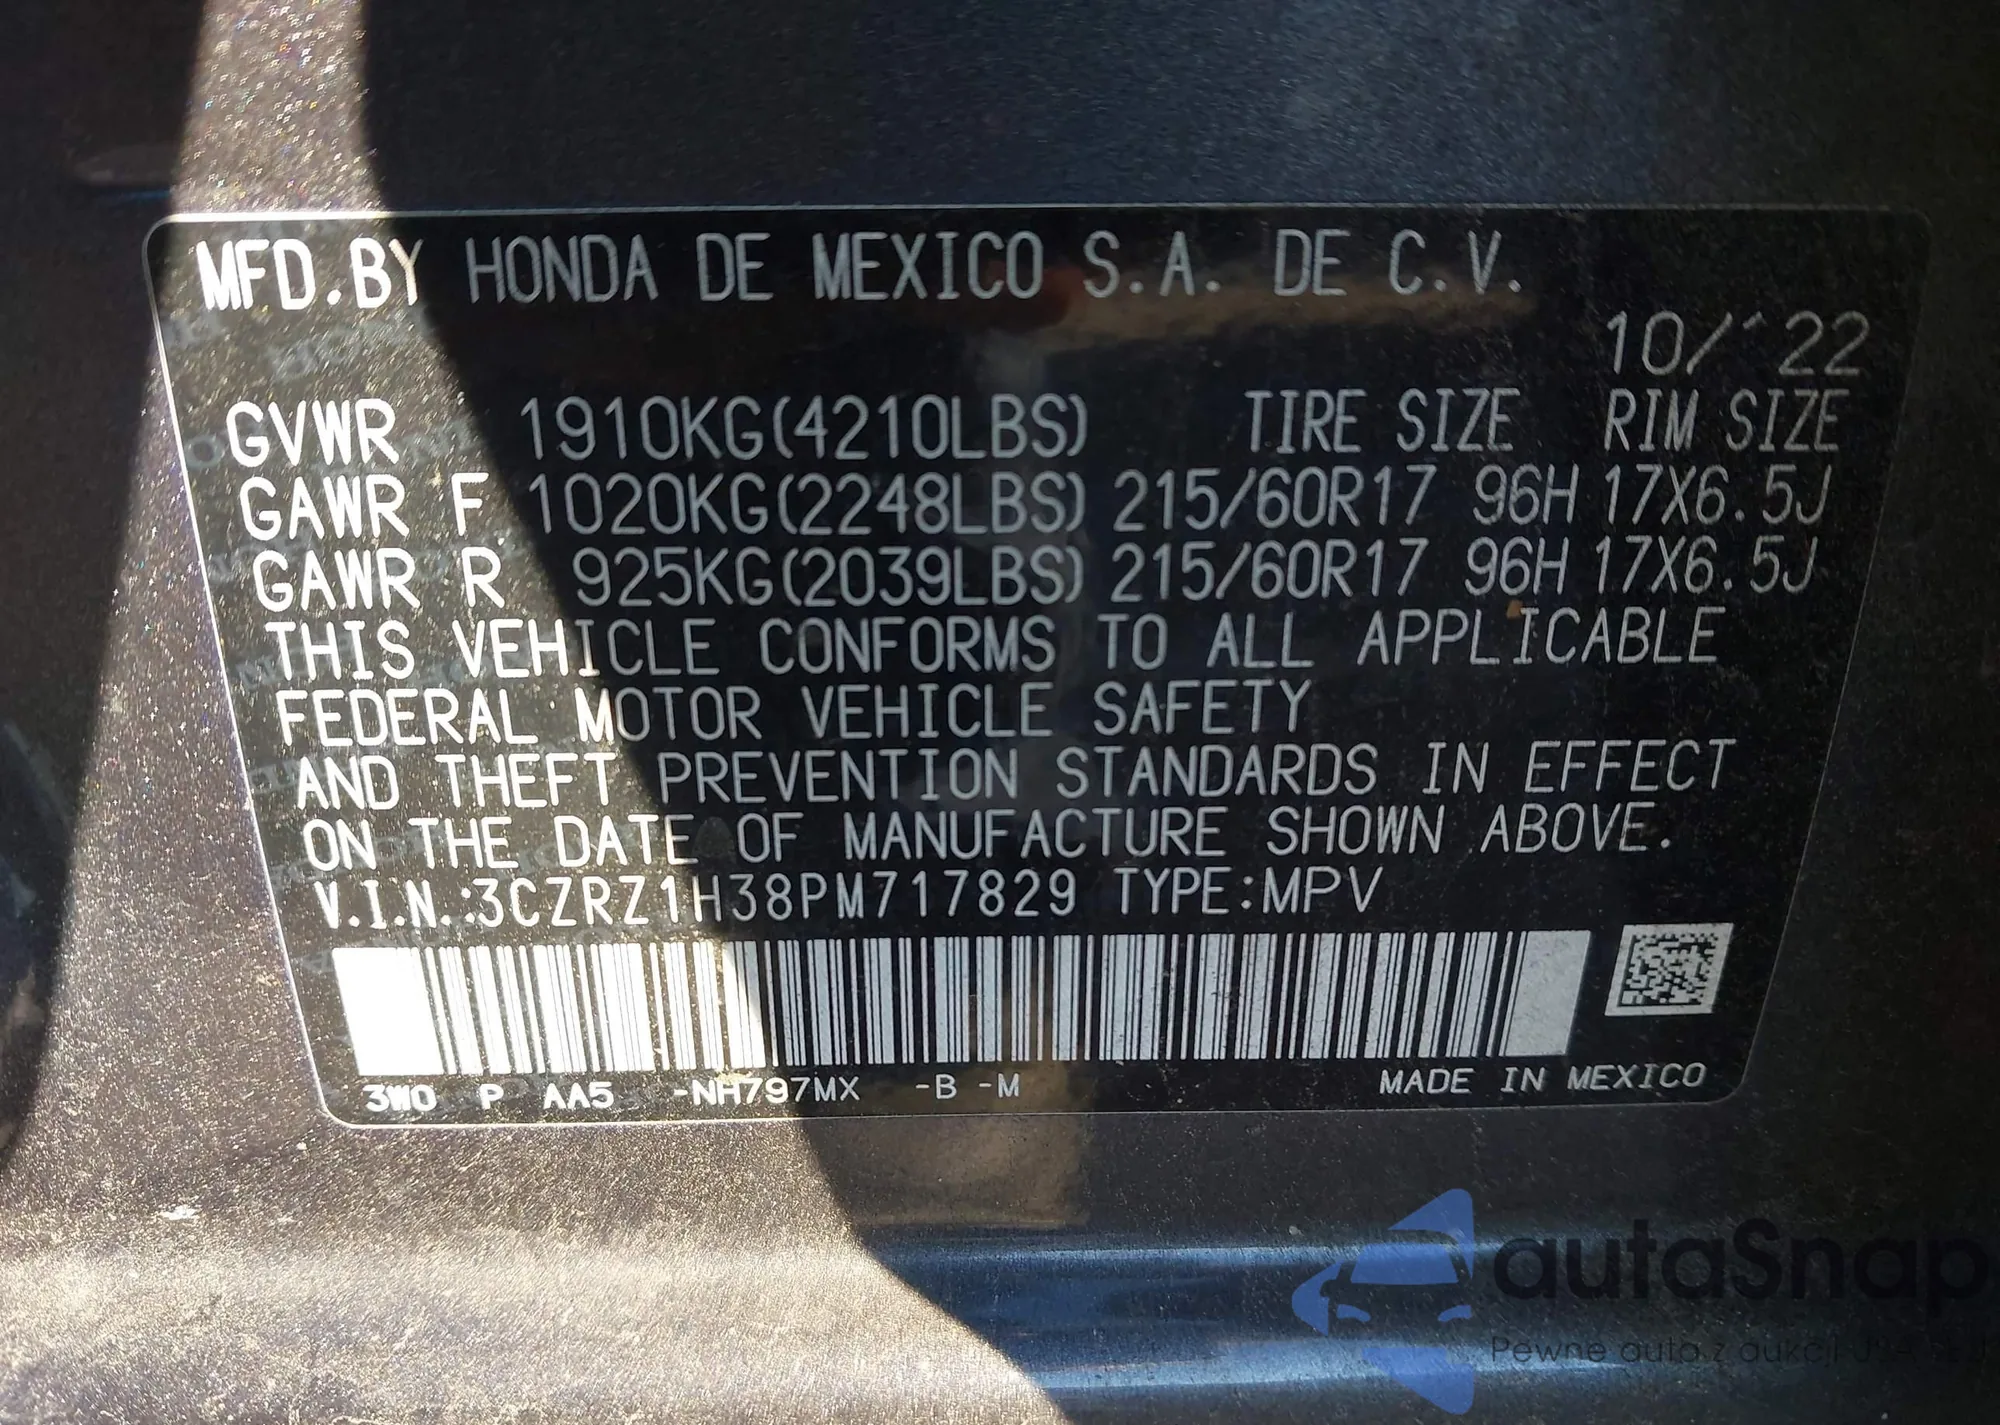 MFD.BY HONDA DE MEXICO S.A. DE C.V.
10/'22
GVWR 1910KG(4210LBS) TIRE SIZE RIM SIZE
GAWR F 1020KG(2248LBS) 215/60R17 96H 17X6.5J
GAWR R 925KG(2039LBS) 215/60R17 96H 17X6.5J
THIS VEHICLE CONFORMS TO ALL APPLICABLE
FEDERAL MOTOR VEHICLE SAFETY
AND THEFT PREVENTION STANDARDS IN EFFECT
ON THE DATE OF MANUFACTURE SHOWN ABOVE.
V.I.N.:3CZRZ1H38PM717829 TYPE:MPV
3W0 P AA5 -NH797MX -B -M MADE IN MEXICO
autaSnap
Pewne auta z aukcji